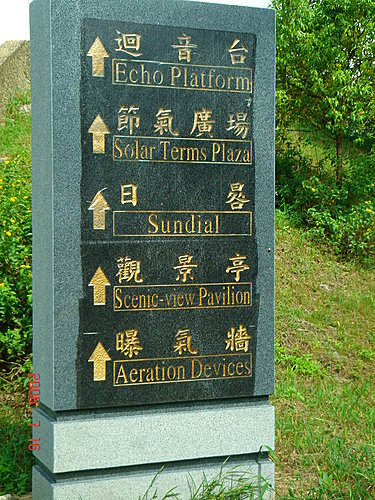 迴音台
Echo Platform
節氣廣場
Solar Terms Plaza
日晷
Sundial
觀景亭
Scenic-view Pavilion
曝氣牆
Aeration Devices